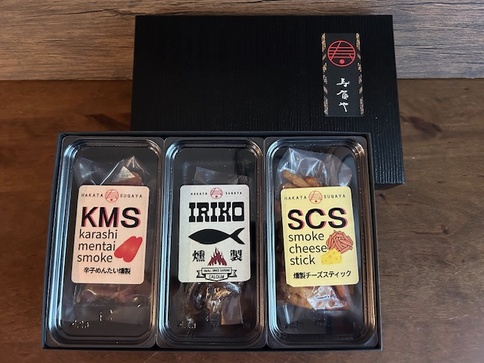 HAKATA SUGAYA
KMS
karashi
mentai
smoke
辛子めんたい燻製
HAKATA SUGAYA
IRIKO
燻製
CALCIUM
HAKATA SUGAYA
SCS
smoke
cheese
stick
燻製チーズスティック